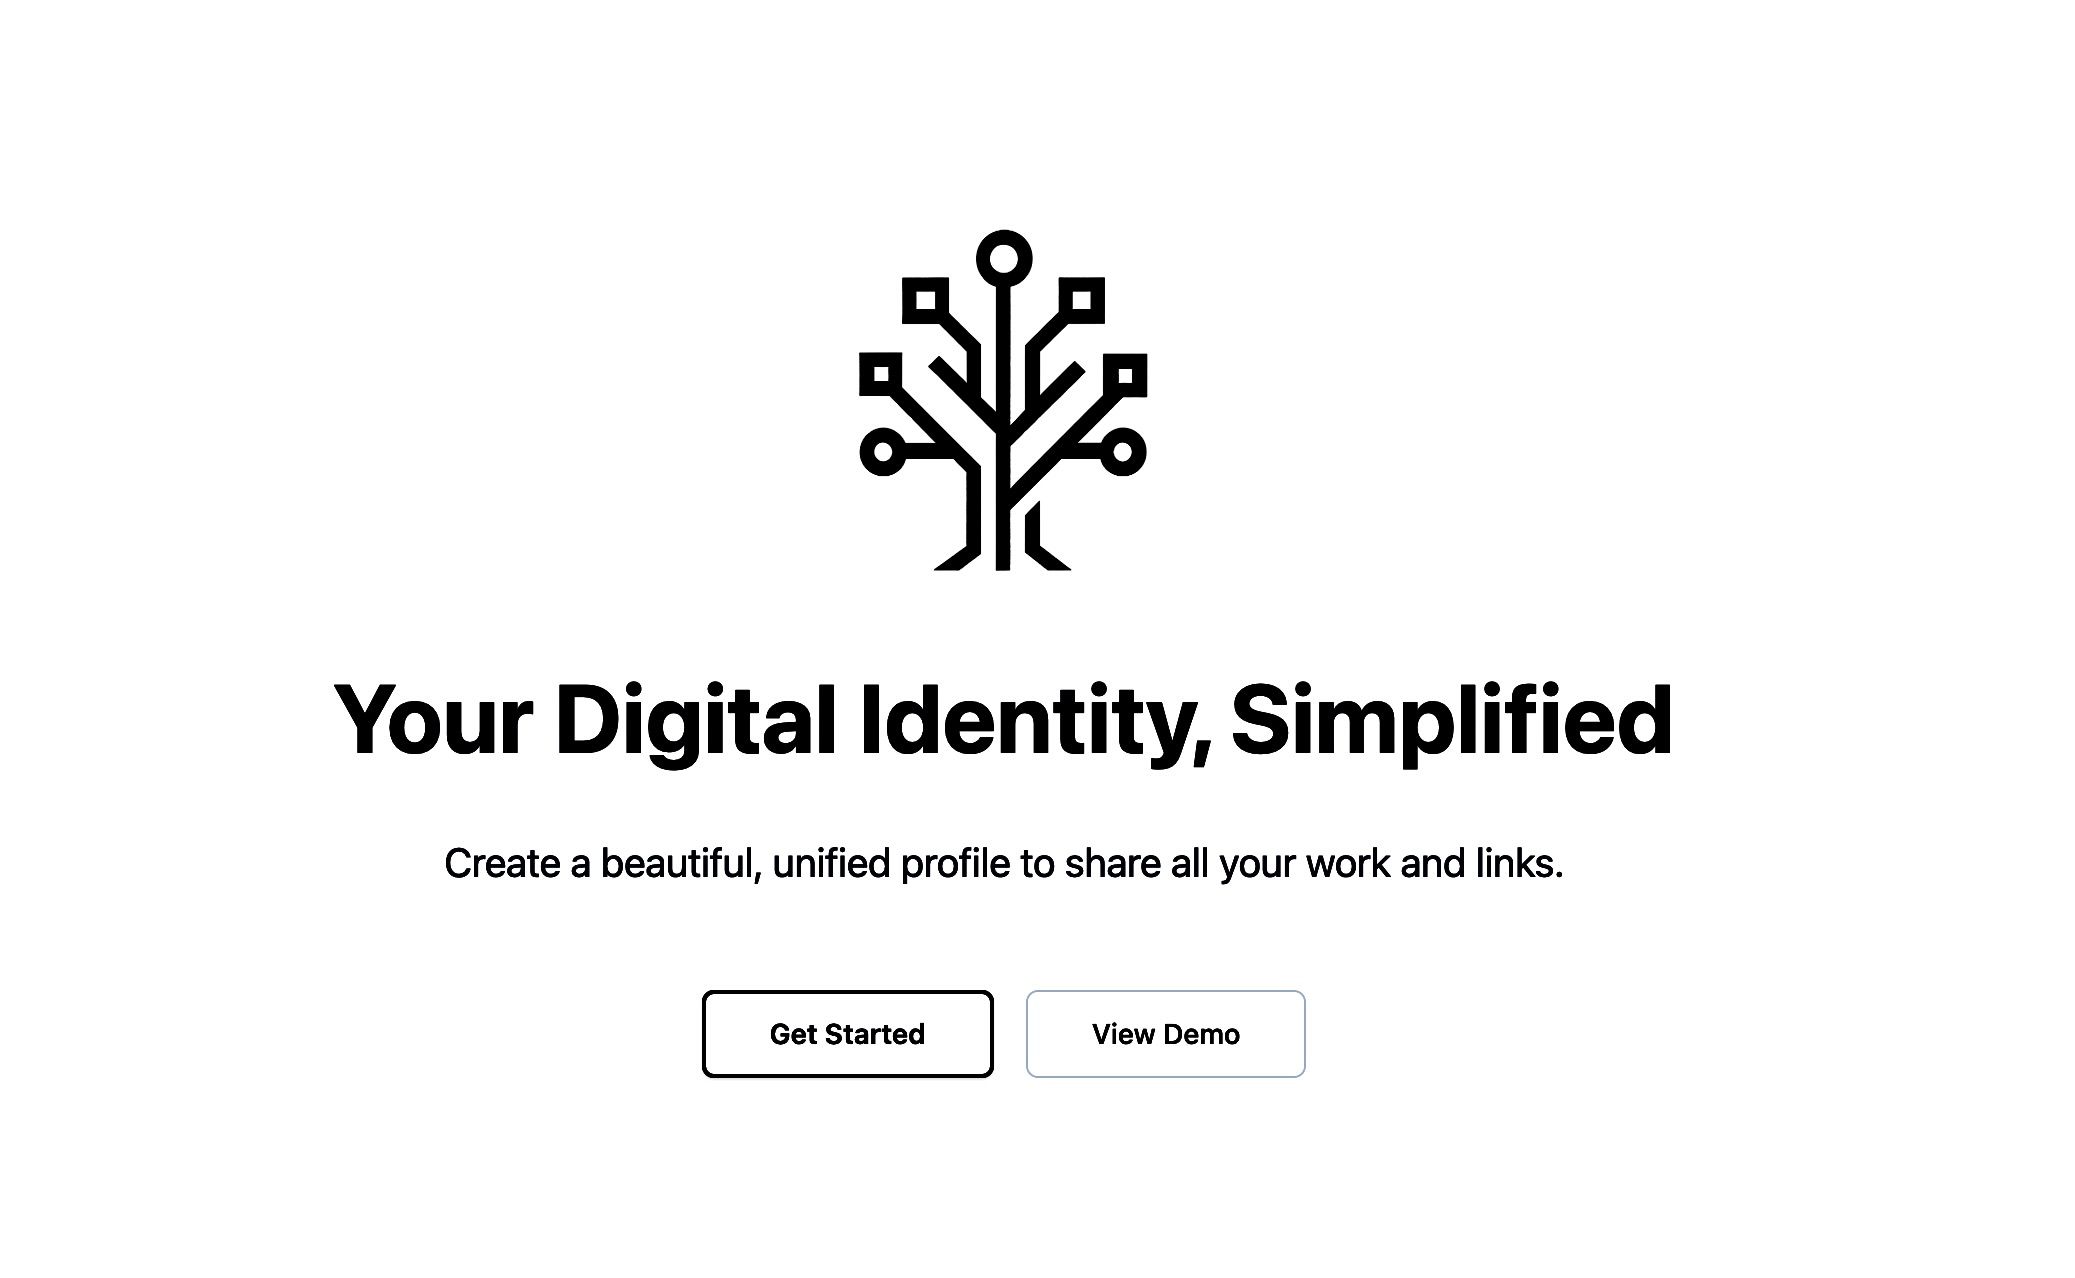 Your Digital Identity, Simplified
Create a beautiful, unified profile to share all your work and links.
Get Started
View Demo